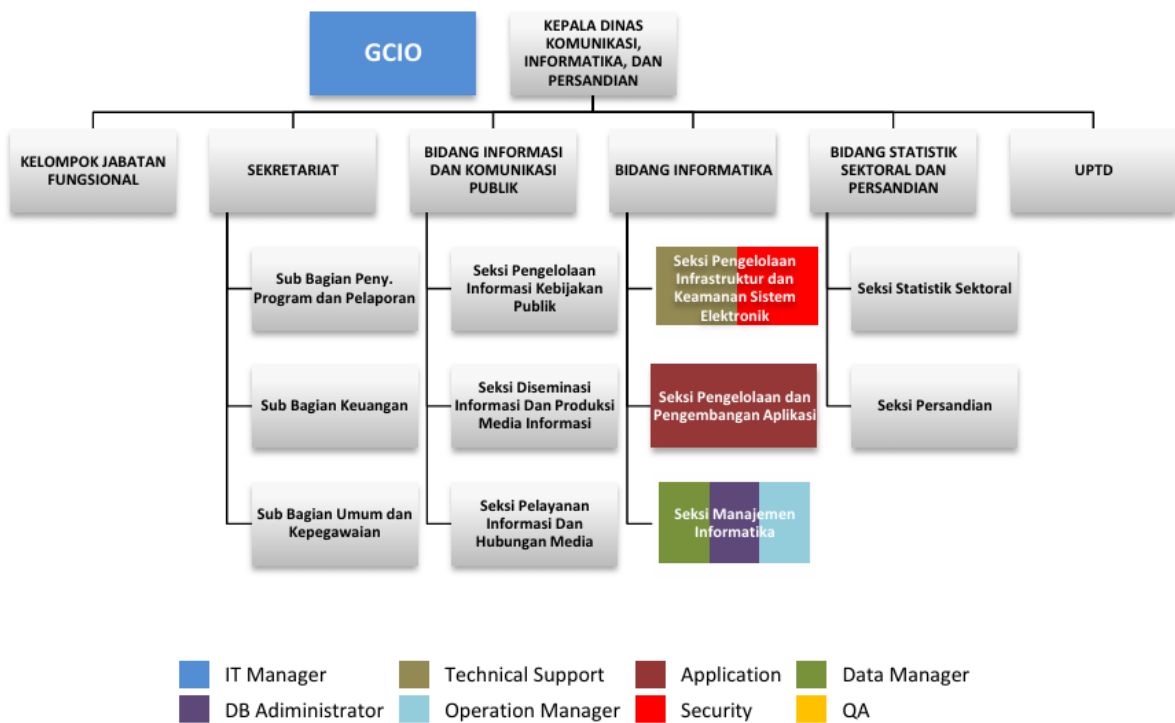 GCIO
KEPALA DINAS
KOMUNIKASI,
INFORMATIKA, DAN
PERSANDIAN
KELOMPOK JABATAN
FUNGSIONAL
SEKRETARIAT
BIDANG INFORMASI
DAN KOMUNIKASI
PUBLIK
BIDANG INFORMATIKA
BIDANG STATISTIK
SEKTORAL DAN
PERSANDIAN
UPTD
Sub Bagian Peny.
Program dan Pelaporan
Seksi Pengelolaan
Informasi Kebijakan
Publik
Seksi Pengelolaan
Infrastruktur dan
Keamanan Sistem
Elektronik
Seksi Statistik Sektoral
Sub Bagian Keuangan
Seksi Diseminasi
Informasi Dan Produksi
Media Informasi
Seksi Pengelolaan dan
Pengembangan Aplikasi
Seksi Persandian
Sub Bagian Umum dan
Kepegawaian
Seksi Pelayanan
Informasi Dan
Hubungan Media
Seksi Manajemen
Informatika
IT Manager
Technical Support
Application
Data Manager
DB Adiministrator
Operation Manager
Security
QA